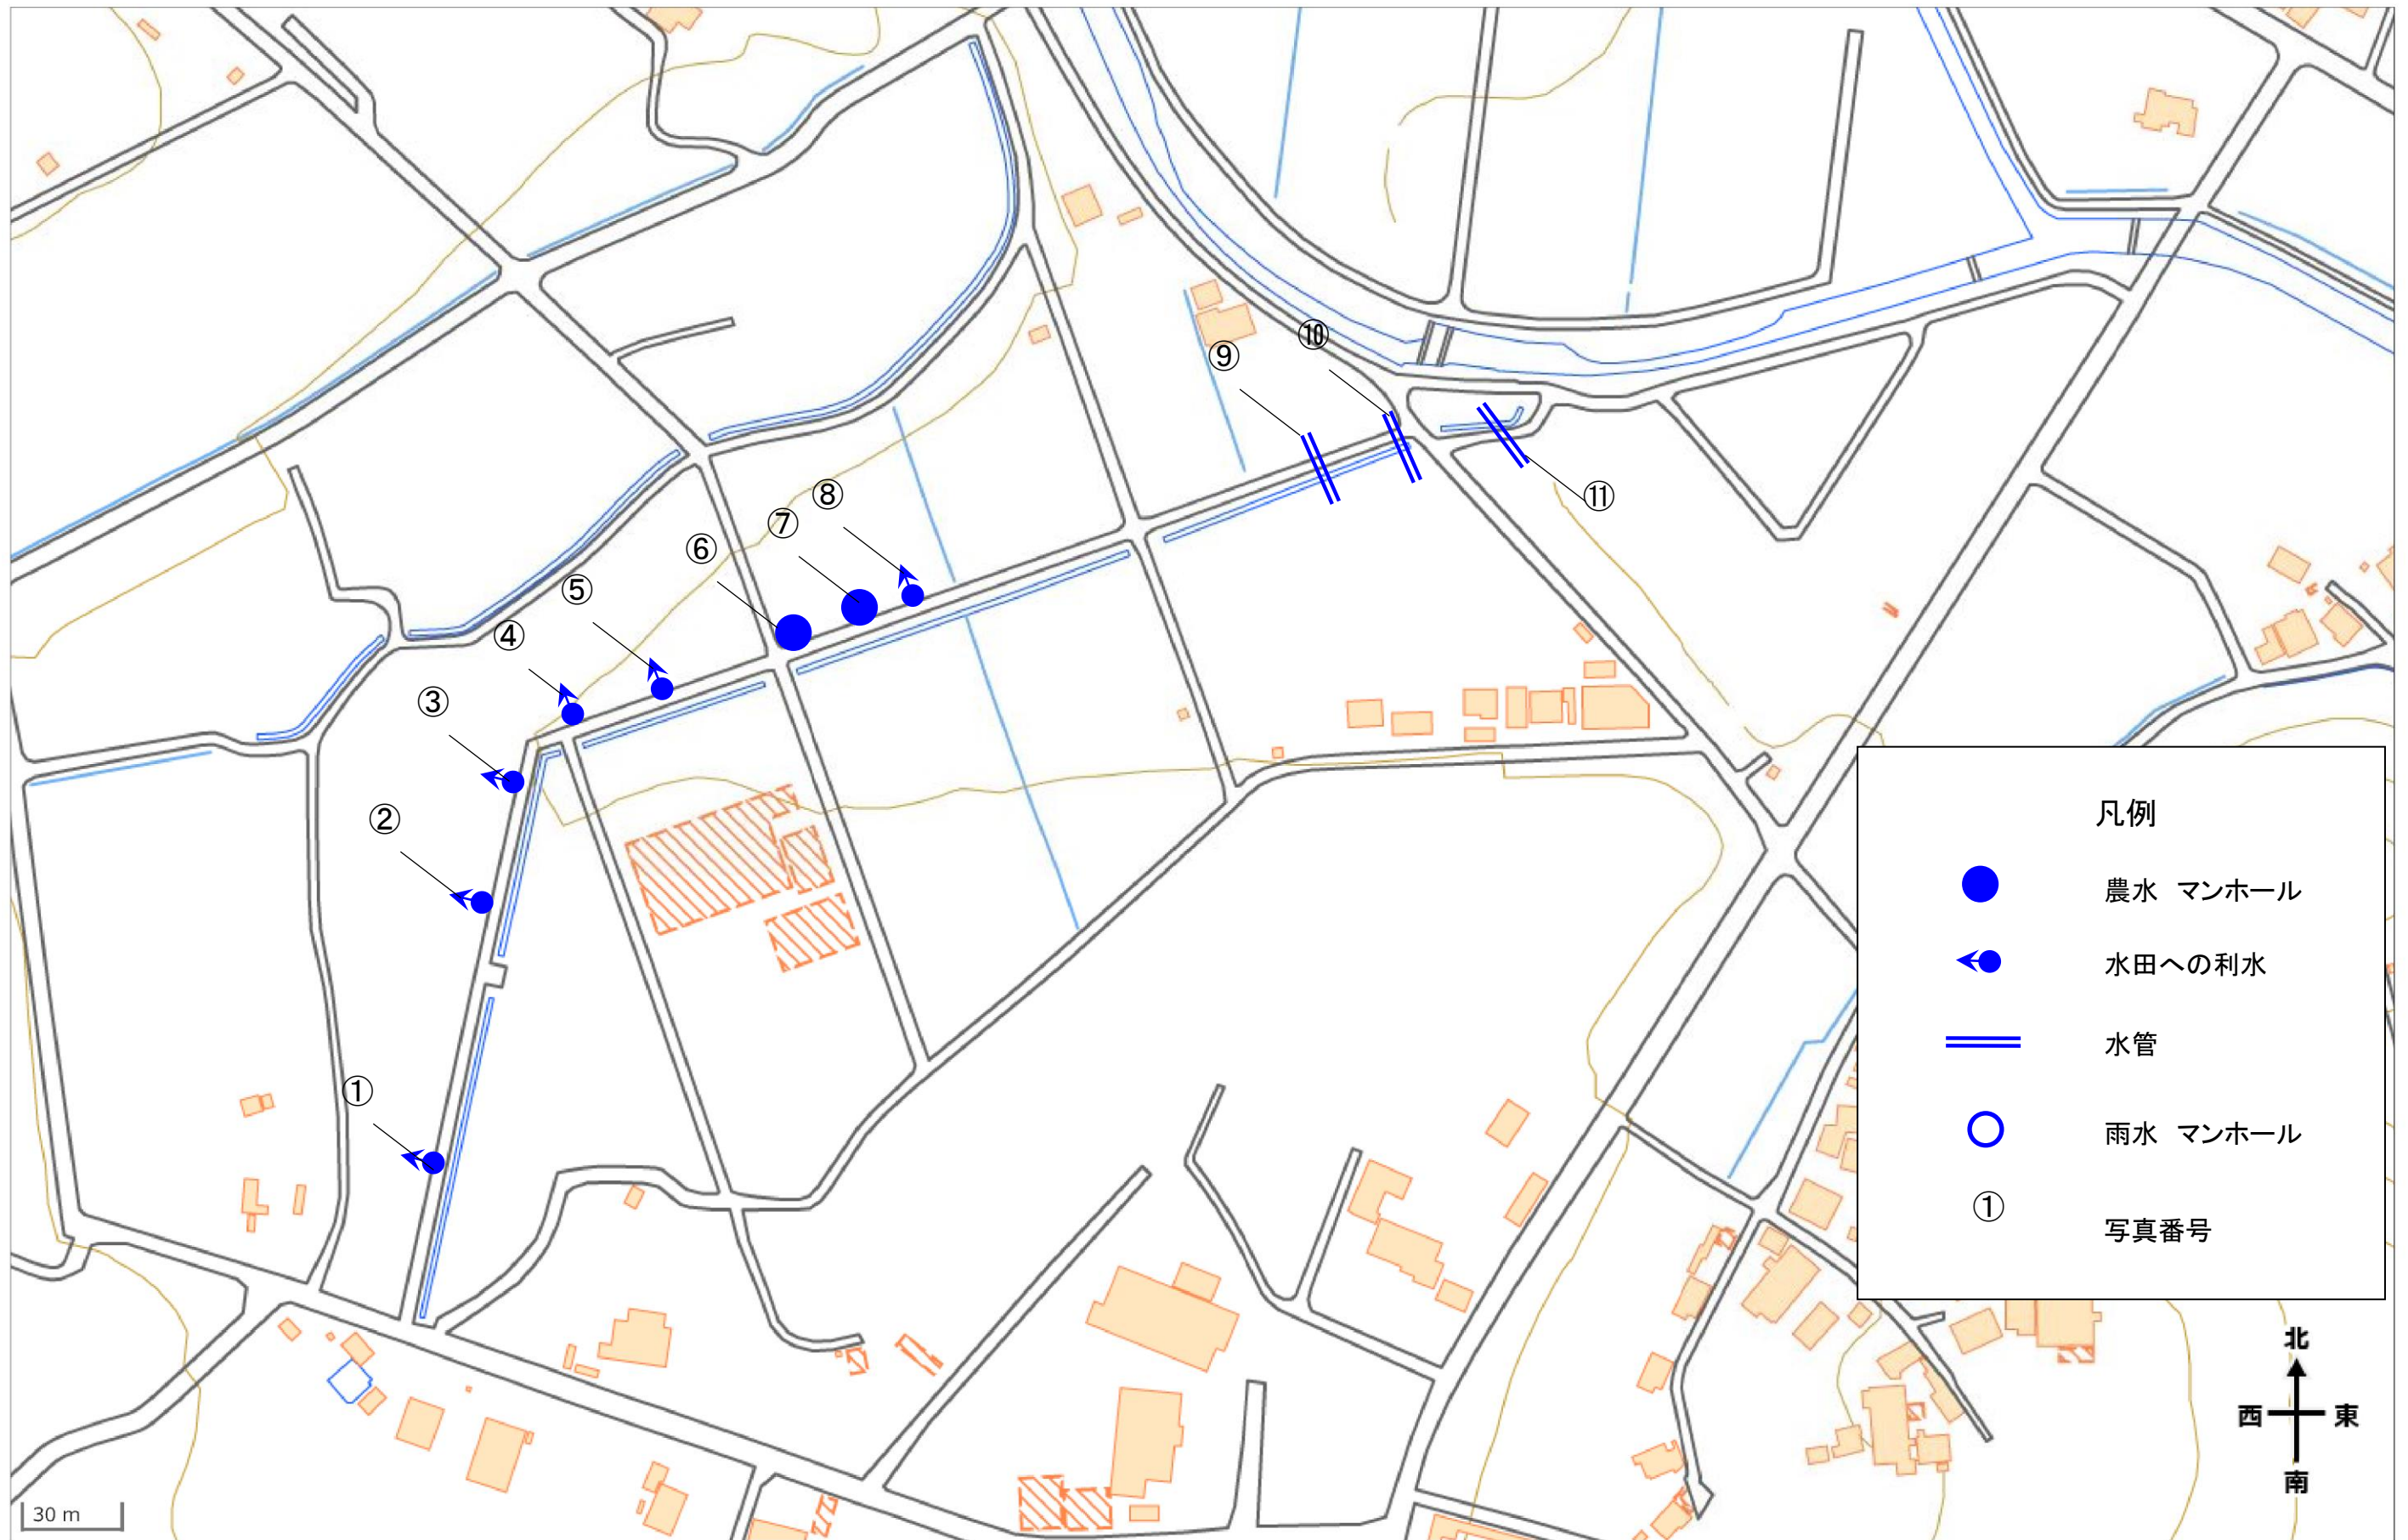 ⑩
⑨
⑧
⑪
⑦
⑥
⑤
④
③
②
①
凡例
農水　マンホール
水田への利水
水管
雨水　マンホール
① 写真番号
北
西 東
南
30 m